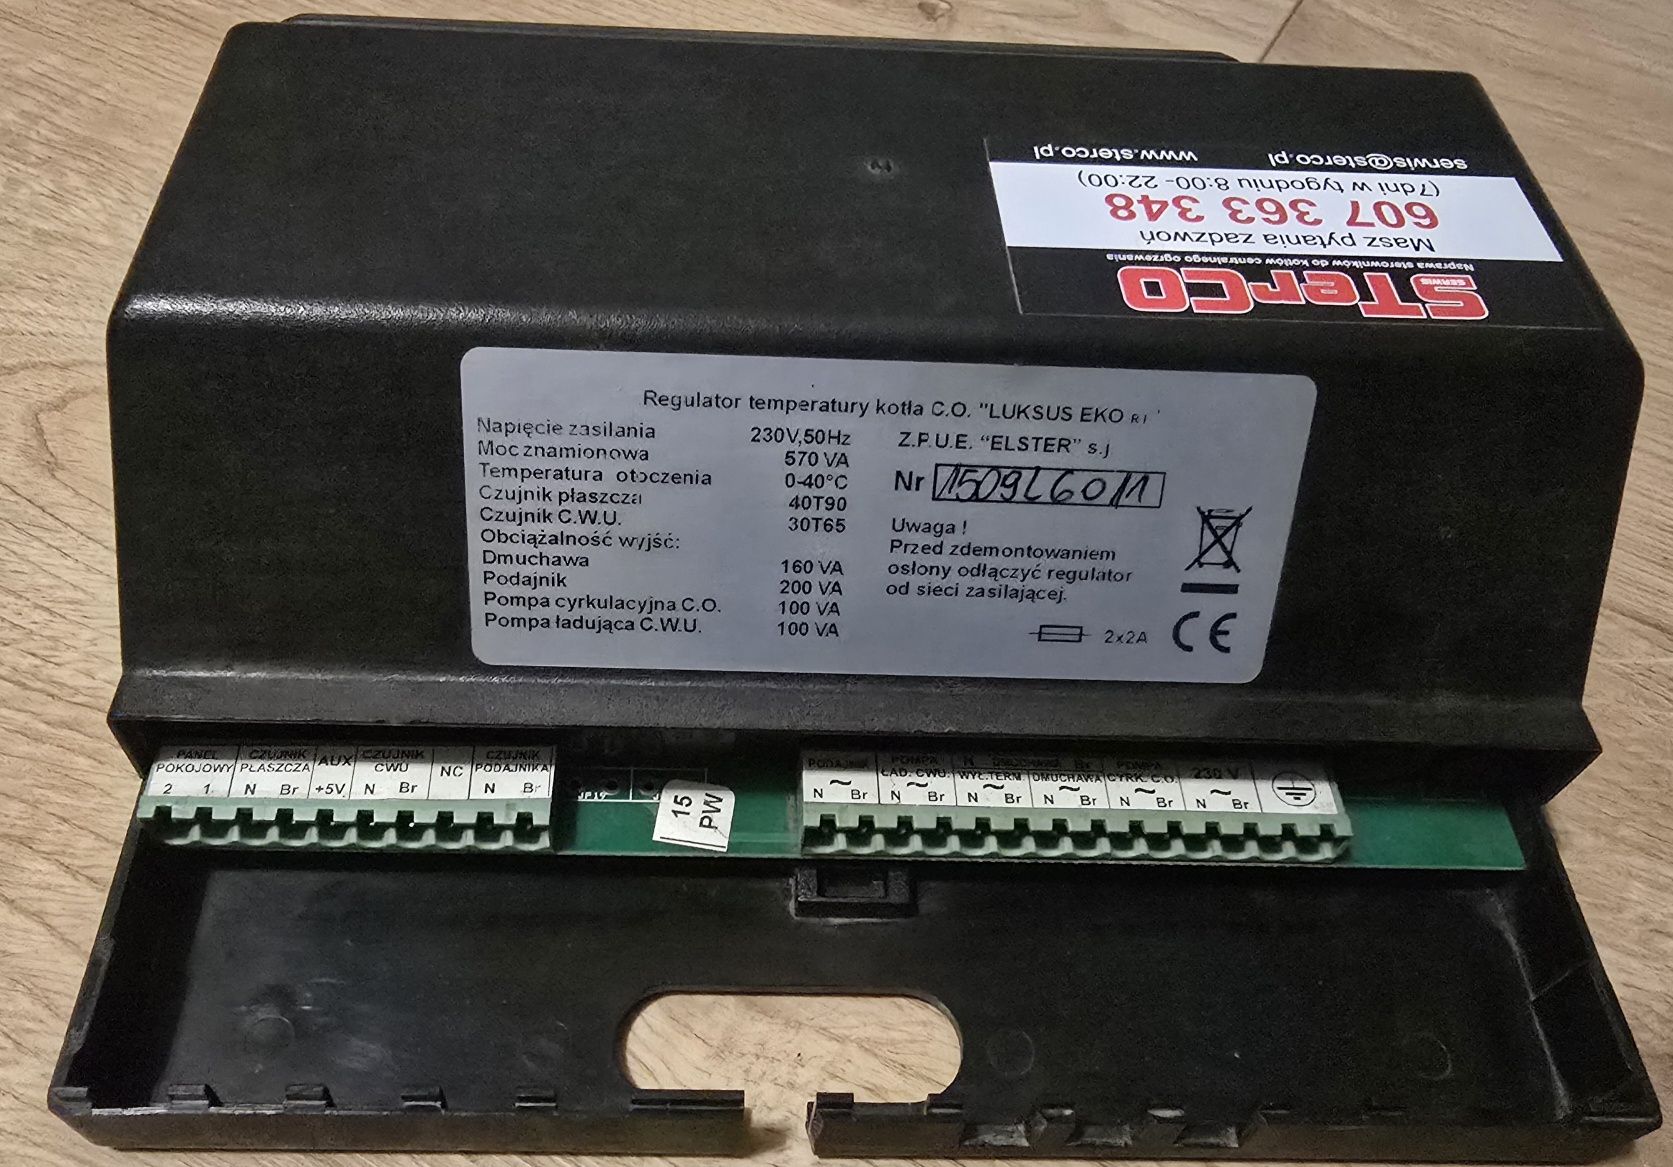 serwis@sterco.pl www.sterco.pl
(7dni w tygodniu 8:00- 22:00)
607 363 348
Masz pytania zadzwoń
Naprawa sterowników do kotłów centralnego ogrzewania
STerCO
SERWIS
Regulator temperatury kotła C.O. "LUKSUS EKO
Napięcie zasilania 230V,50Hz
Moc znamionowa 570 VA
Temperatura otoczenia 0-40°C
Czujnik płaszcza 40T90
Czujnik C.W.U. 30T65
Obciążalność wyjść:
Dmuchawa 160 VA
Podajnik 200 VA
Pompa cyrkulacyjna C.O. 100 VA
Pompa ładująca C.W.U. 100 VA
Z.P.U.E. "ELSTER" s.j
Nr
Uwaga !
Przed zdemontowaniem
osłony odłączyć regulator
od sieci zasilającej.
2x2A
CE
PANEL CZUJNIK AUX CZUJNIK NC CZUJNIK
POKOJOWY PŁASZCZA CWU PODAJNIKA
2 1 N Br +5V N Br N Br
15
PW
PODAJNIK POMPA N DMUCHAWA Br POMPA 230 V
ŁAD. CWU. WYŁ.TERM DMUCHAWA CYRK. C.O.
N ~ Br N ~ Br N ~ Br N ~ Br N ~ Br N ~ Br